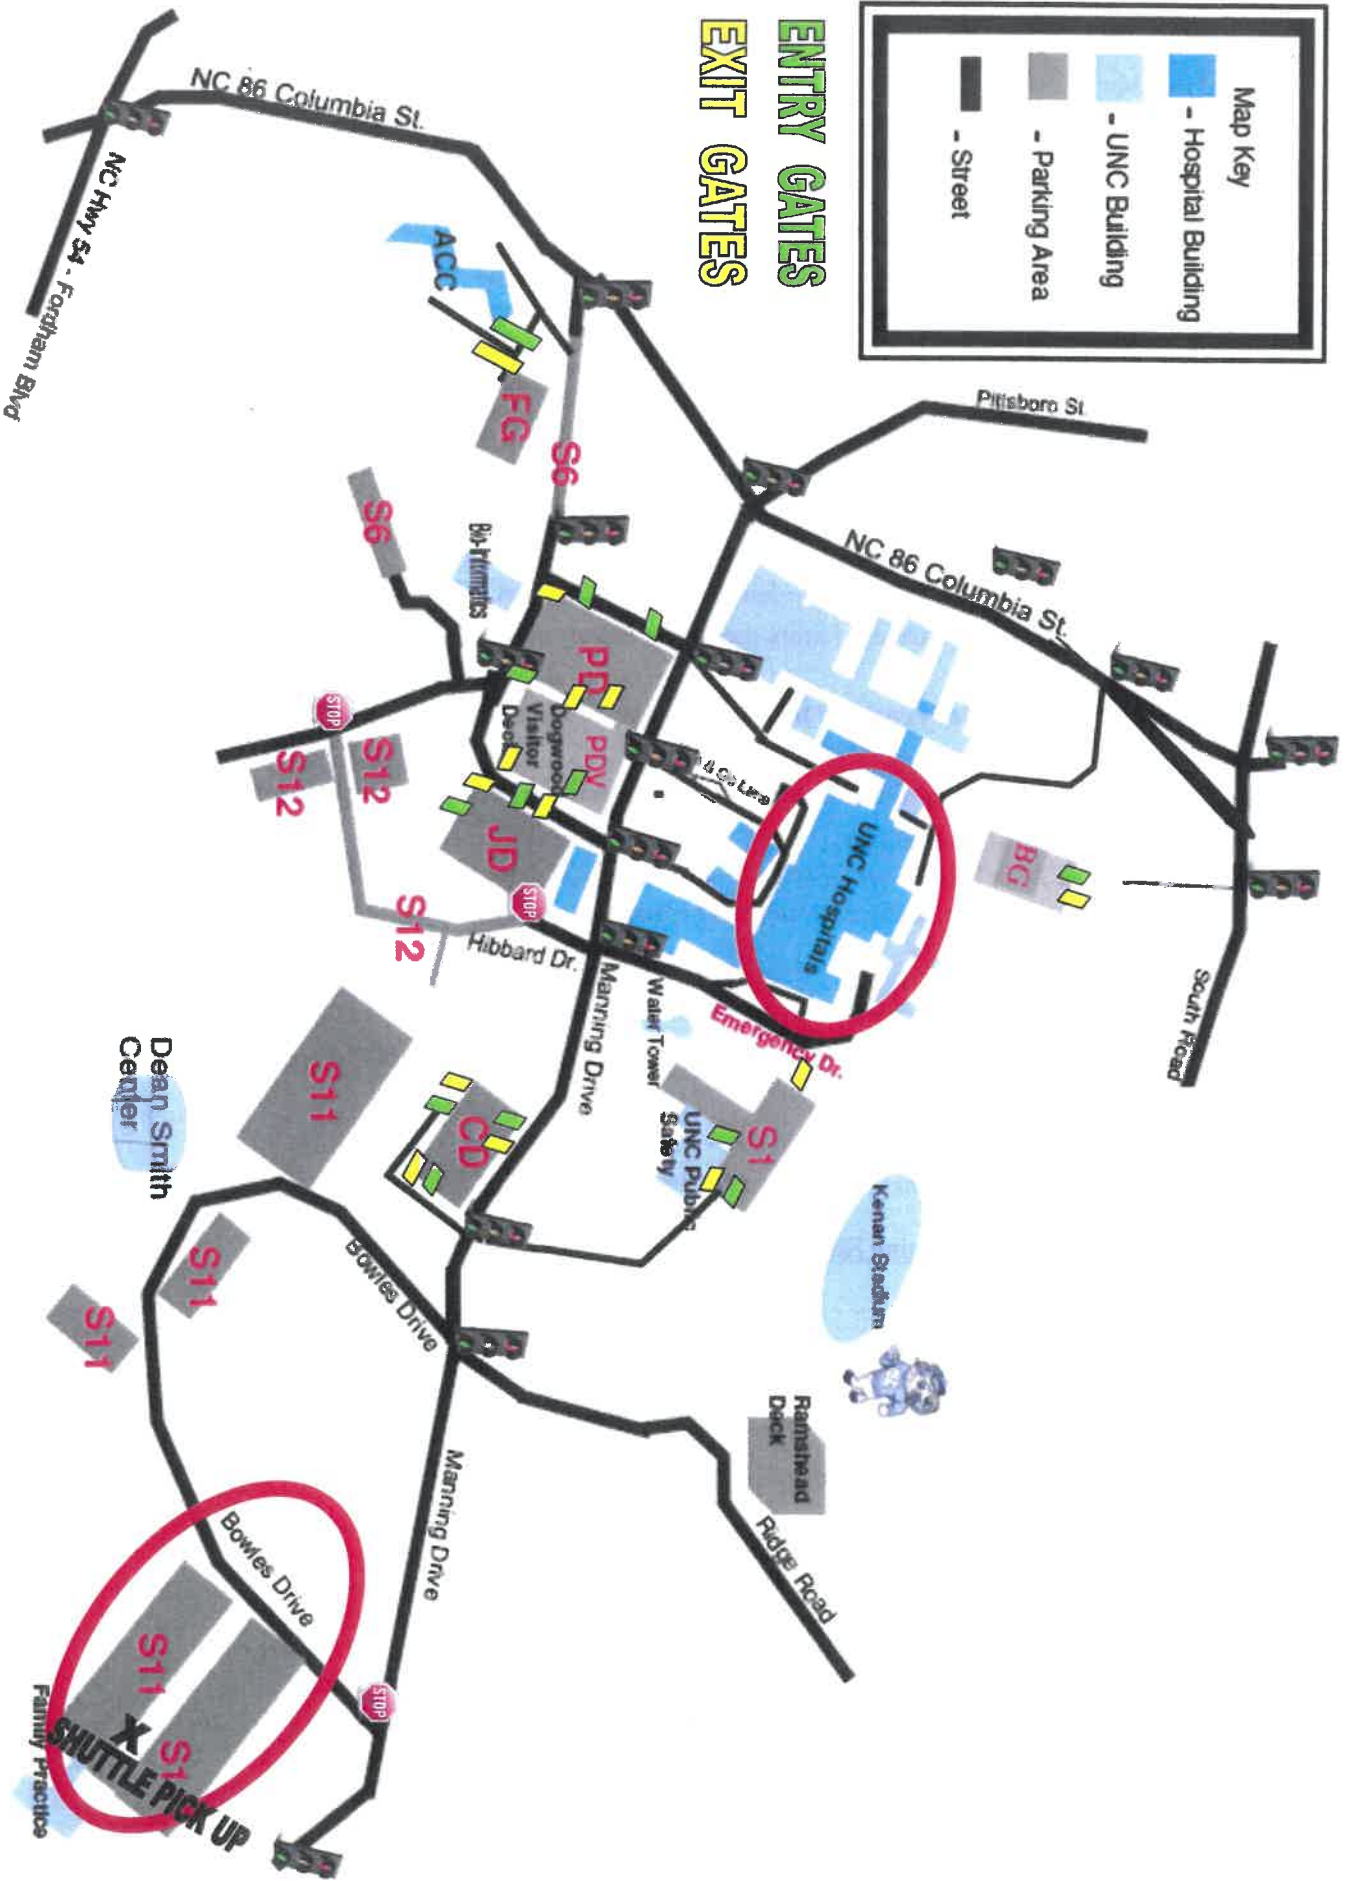 Map Key
- Hospital Building
- UNC Building
- Parking Area
- Street
ENTRY GATES
EXIT GATES
Pittsboro St.
NC 86 Columbia St.
NC 86 Columbia St.
South Road
NC Hwy 54 - Fordham Blvd
ACC
FG
S6
S6
Bio-Informatics
PD
PDV
Dogwood
Visitor
Deck
JD
BG
UNC Hospitals
STOP
S12
S12
S12
STOP
Hibbard Dr.
Manning Drive
Water Tower
Emergency Dr.
S1
UNC Public
Safety
Kenan Stadium
Ramshead
Deck
Ridge Road
CD
S11
Dean Smith
Center
S11
S11
Bowles Drive
Manning Drive
Bowles Drive
STOP
S11
X
SHUTTLE PICK UP
Family Practice